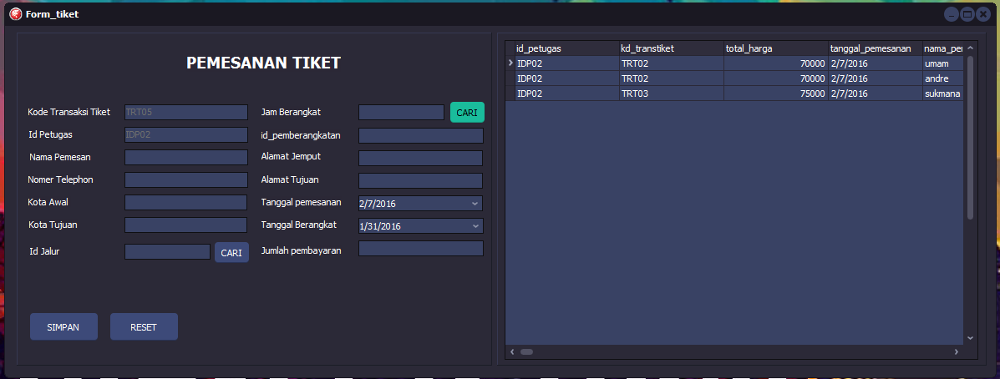 Form_tiket
PEMESANAN TIKET
Kode Transaksi Tiket TRT05
Id Petugas IDP02
Nama Pemesan
Nomer Telephon
Kota Awal
Kota Tujuan
Id Jalur CARI
Jam Berangkat CARI
id_pemberangkatan
Alamat Jemput
Alamat Tujuan
Tanggal pemesanan 2/7/2016
Tanggal Berangkat 1/31/2016
Jumlah pembayaran
SIMPAN RESET
id_petugas kd_transtiket total_harga tanggal_pemesanan nama_per
IDP02 TRT02 70000 2/7/2016 umam
IDP02 TRT02 70000 2/7/2016 andre
IDP02 TRT03 75000 2/7/2016 sukmana